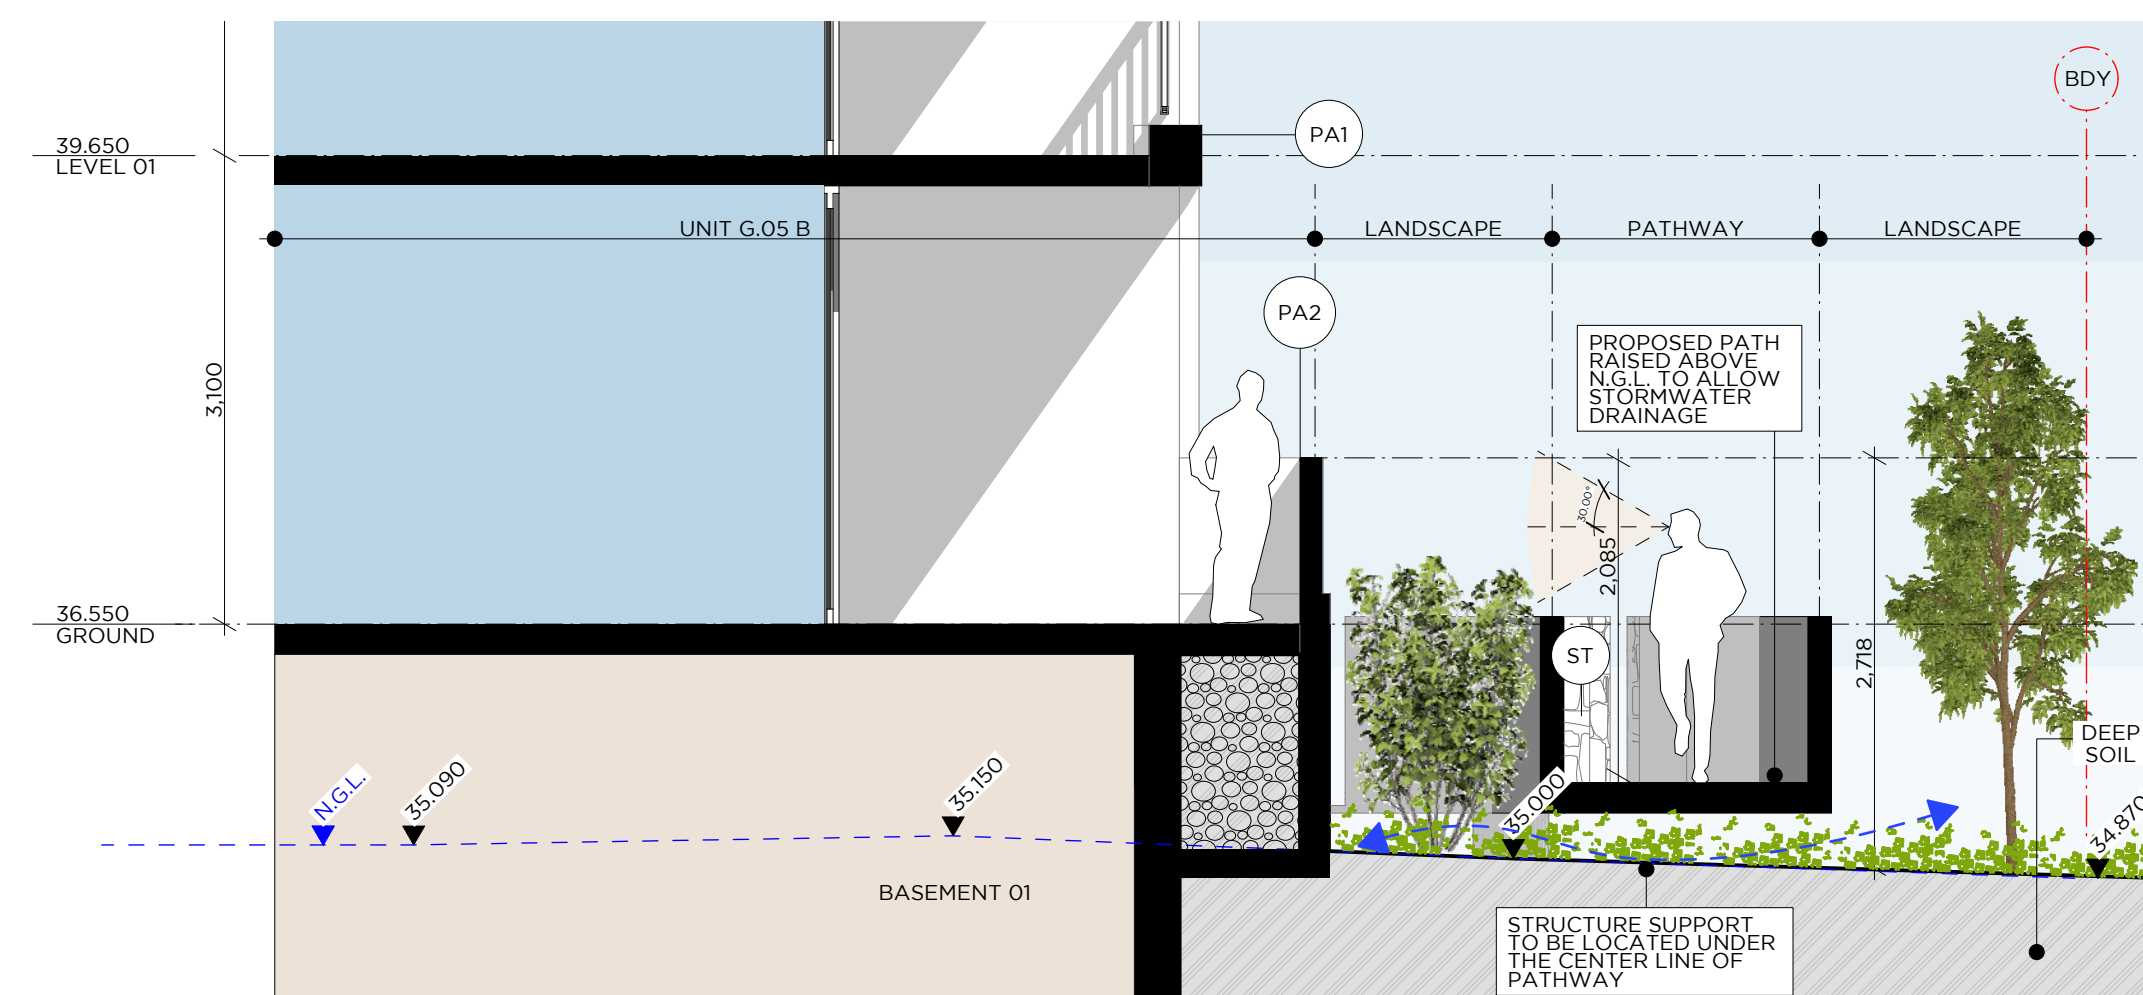 BDY
PA1
39.650
LEVEL 01
UNIT G.05 B
LANDSCAPE
PATHWAY
LANDSCAPE
PA2
PROPOSED PATH
RAISED ABOVE
N.G.L. TO ALLOW
STORMWATER
DRAINAGE
3,100
30.00°
2,085
36.550
GROUND
ST
2,718
DEEP
SOIL
N.G.L.
35.090
35.150
35.000
34.870
BASEMENT 01
STRUCTURE SUPPORT
TO BE LOCATED UNDER
THE CENTER LINE OF
PATHWAY